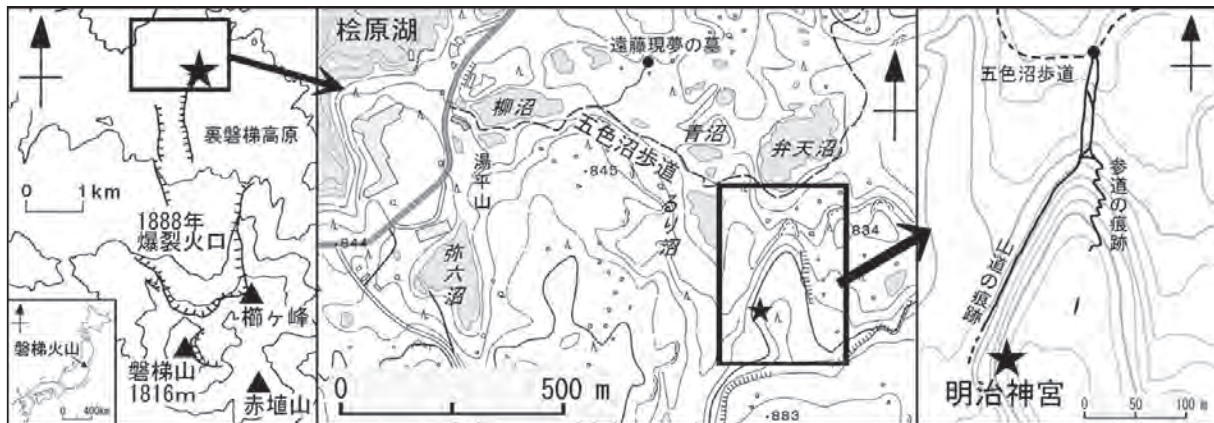 裏磐梯高原
0 1km
1888年
爆裂火口
櫛ヶ峰
磐梯山
1816m
赤埴山
磐梯火山
0 400km
桧原湖
遠藤現夢の墓
柳沼
青沼
弁天沼
五色沼歩道
湯平山
・845
るり沼
・844
弥六沼
・834
0 500 m
・883
五色沼歩道
参道の痕跡
山道の痕跡
明治神宮
0 50 100 m